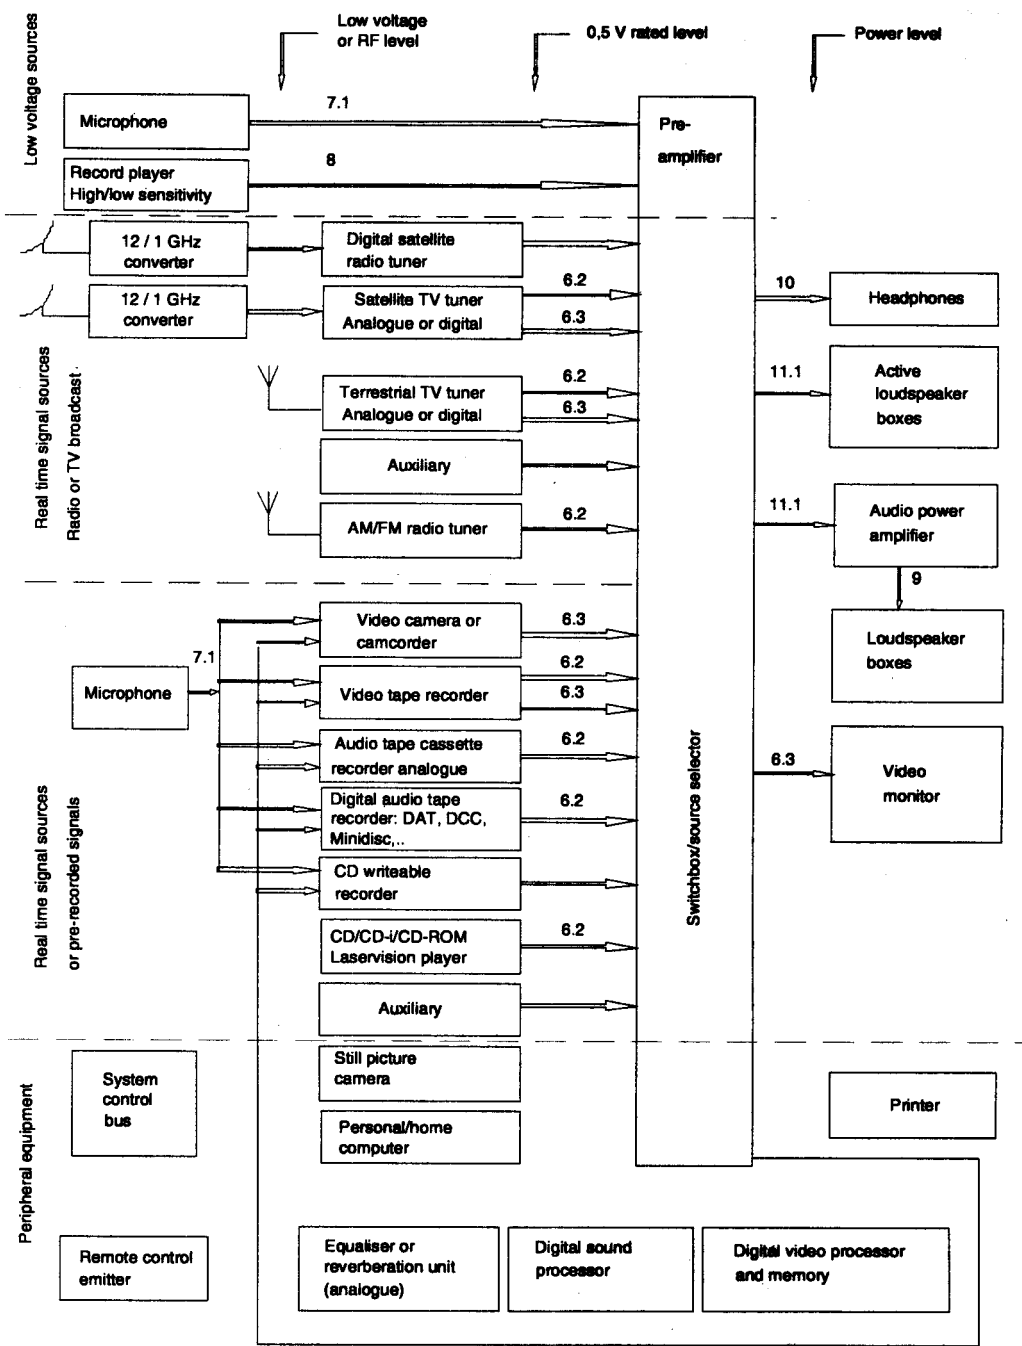 Low voltage
or RF level
0,5 V rated level
Power level
Low voltage sources
Microphone
7.1
Pre-
amplifier
Record player
High/low sensitivity
8
12 / 1 GHz
converter
Digital satellite
radio tuner
12 / 1 GHz
converter
Satellite TV tuner
Analogue or digital
6.2
6.3
10
Headphones
Real time signal sources
Radio or TV broadcast
Terrestrial TV tuner
Analogue or digital
6.2
6.3
11.1
Active
loudspeaker
boxes
Auxiliary
AM/FM radio tuner
6.2
11.1
Audio power
amplifier
9
Loudspeaker
boxes
Real time signal sources
or pre-recorded signals
Microphone
7.1
Video camera or
camcorder
6.3
Video tape recorder
6.2
6.3
Audio tape cassette
recorder analogue
6.2
Digital audio tape
recorder: DAT, DCC,
Minidisc,..
6.2
CD writeable
recorder
CD/CD-i/CD-ROM
Laservision player
6.2
Auxiliary
Switchbox/source selector
6.3
Video
monitor
Peripheral equipment
System
control
bus
Still picture
camera
Personal/home
computer
Printer
Remote control
emitter
Equaliser or
reverberation unit
(analogue)
Digital sound
processor
Digital video processor
and memory